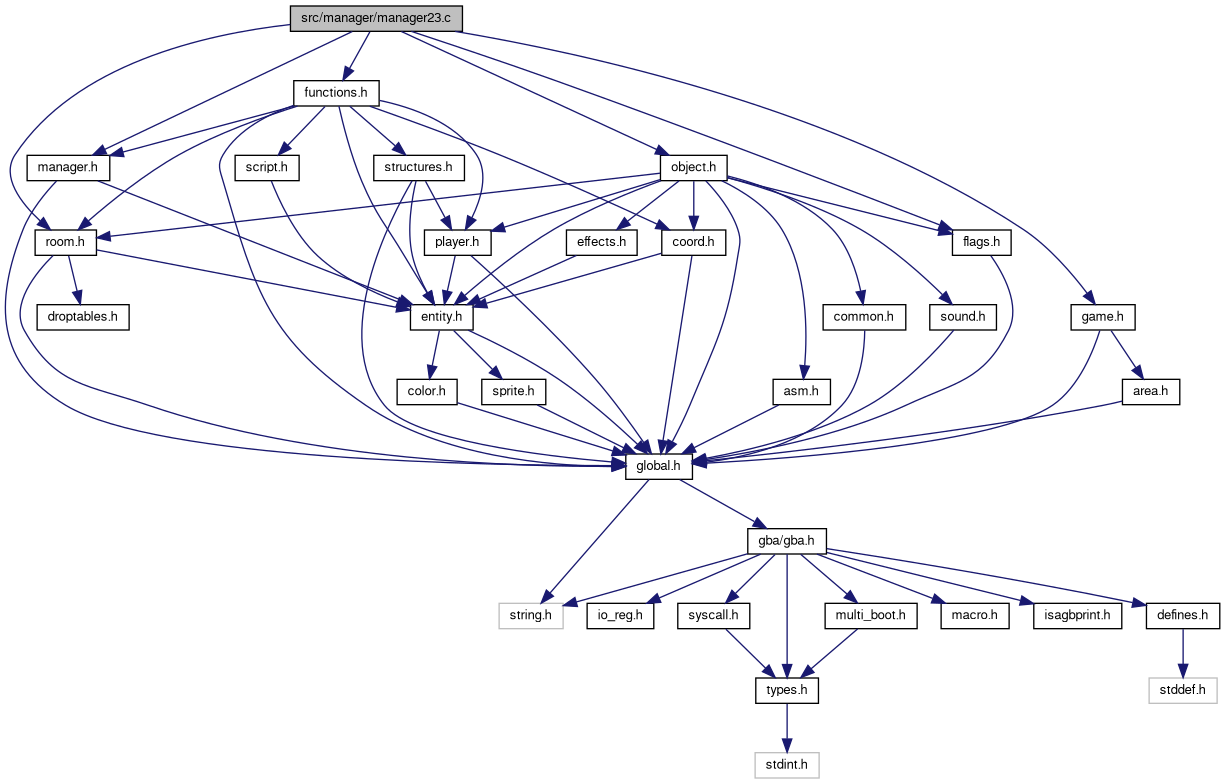 src/manager/manager23.c
functions.h
manager.h
script.h
structures.h
object.h
room.h
player.h
effects.h
coord.h
flags.h
droptables.h
entity.h
common.h
sound.h
game.h
color.h
sprite.h
asm.h
area.h
global.h
gba/gba.h
string.h
io_reg.h
syscall.h
multi_boot.h
macro.h
isagbprint.h
defines.h
types.h
stddef.h
stdint.h